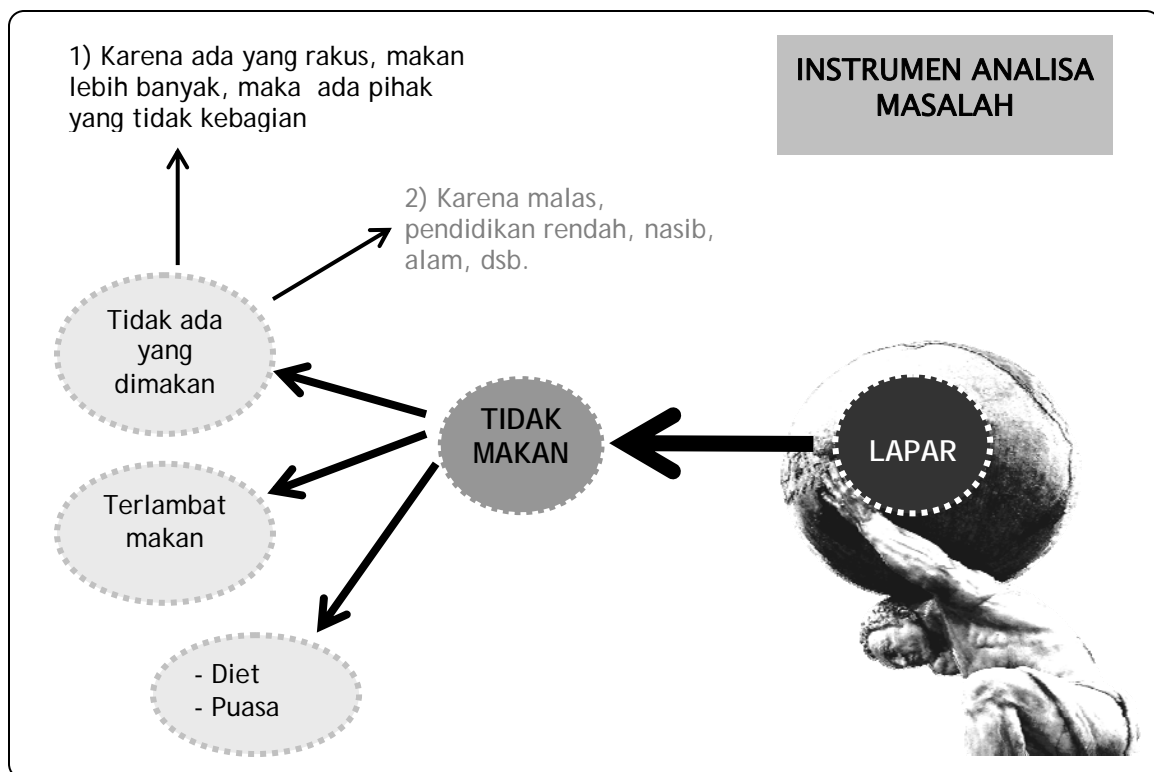 1) Karena ada yang rakus, makan
lebih banyak, maka ada pihak
yang tidak kebagian
INSTRUMEN ANALISA
MASALAH
2) Karena malas,
pendidikan rendah, nasib,
alam, dsb.
Tidak ada
yang
dimakan
TIDAK
MAKAN
LAPAR
Terlambat
makan
- Diet
- Puasa